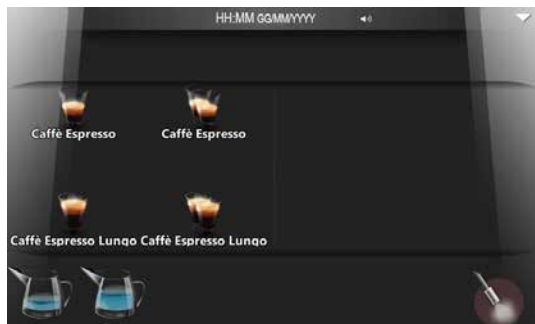 HH:MM GG/MM/YYYY
Caffè Espresso Caffè Espresso
Caffè Espresso Lungo Caffè Espresso Lungo